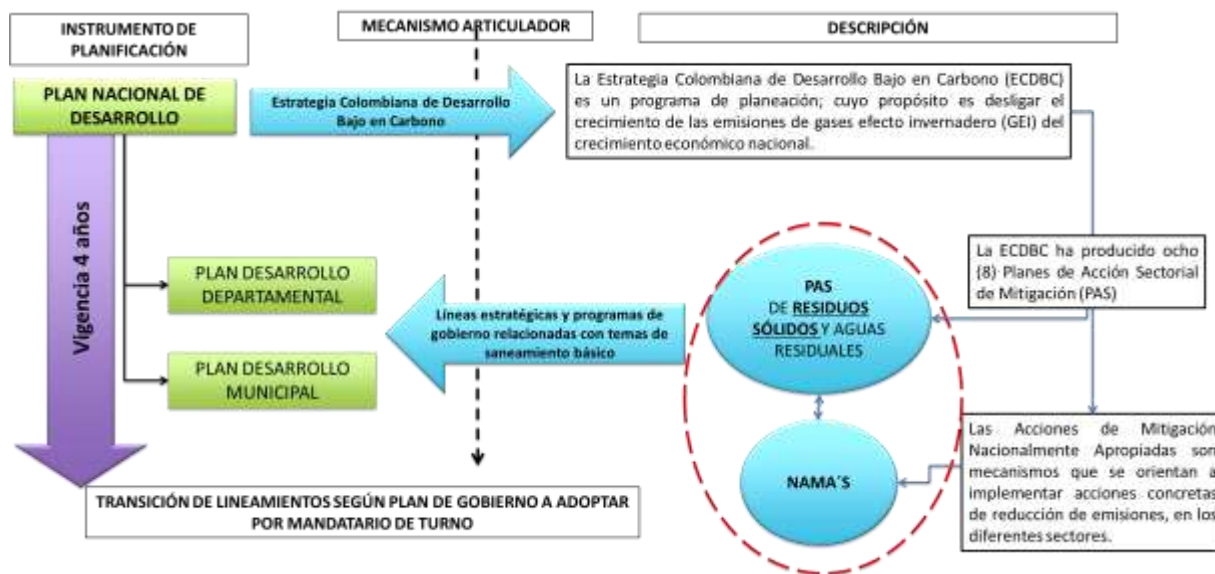 INSTRUMENTO DE
PLANIFICACIÓN
MECANISMO ARTICULADOR
DESCRIPCIÓN
PLAN NACIONAL DE
DESARROLLO
Estrategia Colombiana de Desarrollo
Bajo en Carbono
La Estrategia Colombiana de Desarrollo Bajo en Carbono (ECDBC)
es un programa de planeación; cuyo propósito es desligar el
crecimiento de las emisiones de gases efecto invernadero (GEI) del
crecimiento económico nacional.
Vigencia 4 años
La ECDBC ha producido ocho
(8) Planes de Acción Sectorial
de Mitigación (PAS)
PLAN DESARROLLO
DEPARTAMENTAL
Líneas estratégicas y programas de
gobierno relacionadas con temas de
saneamiento básico
PAS
DE RESIDUOS
SÓLIDOS Y AGUAS
RESIDUALES
PLAN DESARROLLO
MUNICIPAL
NAMA´S
Las Acciones de Mitigación
Nacionalmente Apropiadas son
mecanismos que se orientan a
implementar acciones concretas
de reducción de emisiones, en los
diferentes sectores.
TRANSICIÓN DE LINEAMIENTOS SEGÚN PLAN DE GOBIERNO A ADOPTAR
POR MANDATARIO DE TURNO